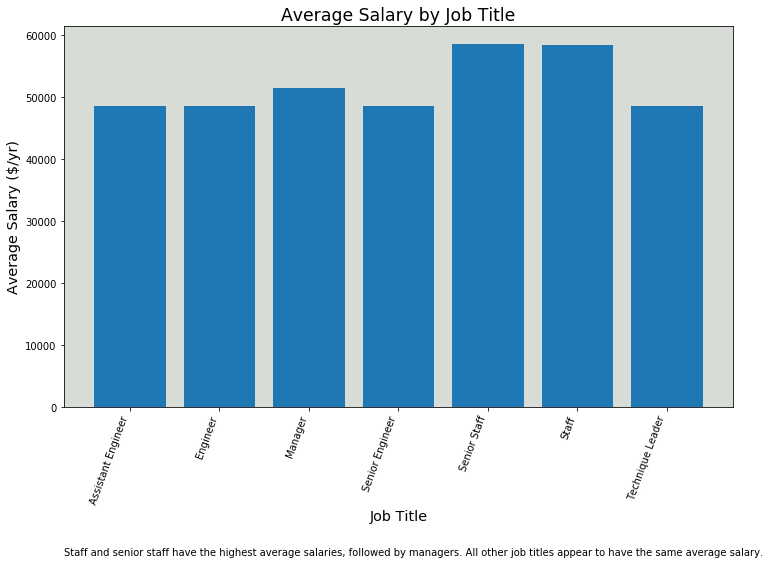 Average Salary by Job Title
Average Salary ($/yr)
60000
50000
40000
30000
20000
10000
0
Assistant Engineer
Engineer
Manager
Senior Engineer
Senior Staff
Staff
Technique Leader
Job Title
Staff and senior staff have the highest average salaries, followed by managers. All other job titles appear to have the same average salary.